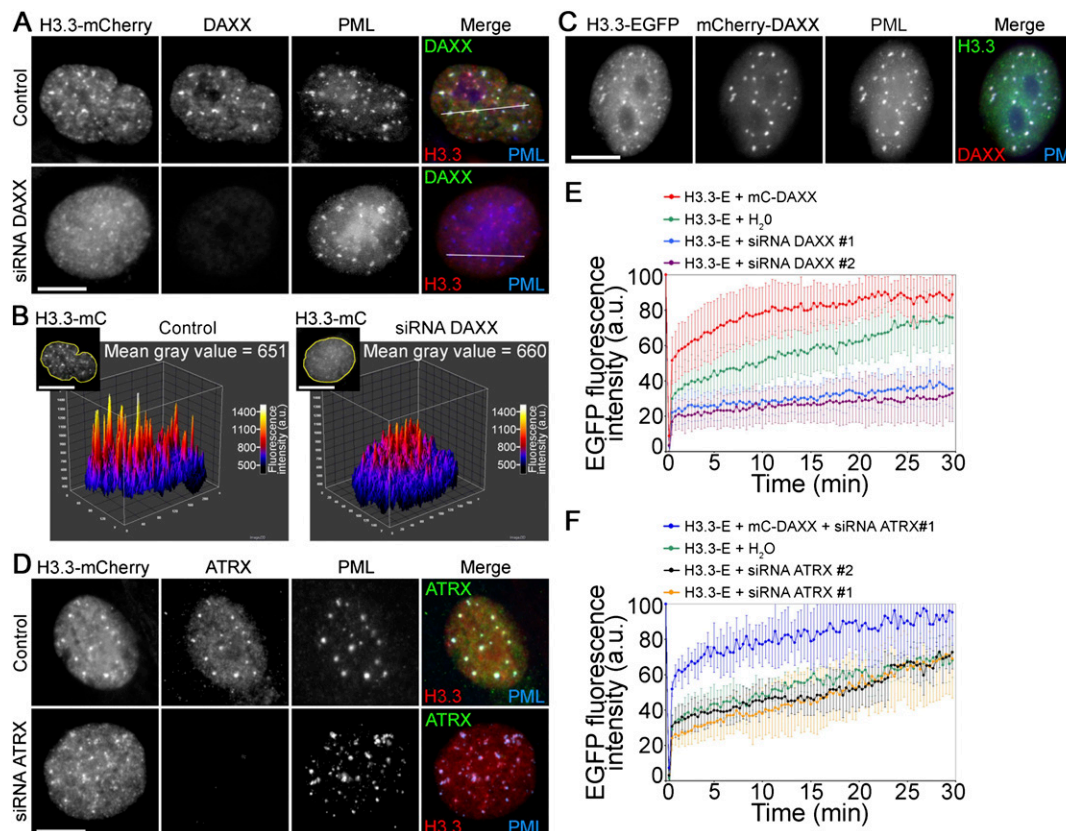 A
H3.3-mCherry DAXX PML Merge
Control
DAXX
H3.3 PML
siRNA DAXX
DAXX
H3.3 PML
B
H3.3-mC Control
Mean gray value = 651
1400
1100
800
500
Fluorescence
intensity (a.u.)
H3.3-mC siRNA DAXX
Mean gray value = 660
1400
1100
800
500
Fluorescence
intensity (a.u.)
D
H3.3-mCherry ATRX PML Merge
Control
ATRX
H3.3 PML
siRNA ATRX
ATRX
H3.3 PML
C
H3.3-EGFP mCherry-DAXX PML Merge
H3.3
DAXX PM
E
H3.3-E + mC-DAXX
H3.3-E + H₂0
H3.3-E + siRNA DAXX #1
H3.3-E + siRNA DAXX #2
EGFP fluorescence
intensity (a.u.)
100
80
60
40
20
0
0 5 10 15 20 25 30
Time (min)
F
H3.3-E + mC-DAXX + siRNA ATRX#1
H3.3-E + H₂O
H3.3-E + siRNA ATRX #2
H3.3-E + siRNA ATRX #1
EGFP fluorescence
intensity (a.u.)
100
80
60
40
20
0
0 5 10 15 20 25 30
Time (min)